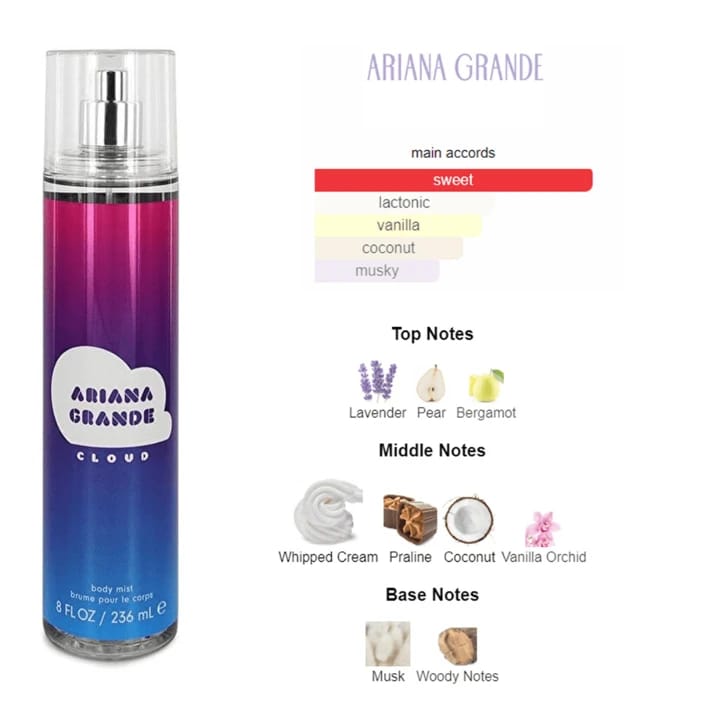 ARIANA
GRANDE
CLOUD
body mist
brume pour le corps
8 FL OZ / 236 mL e
ARIANA GRANDE
main accords
sweet
lactonic
vanilla
coconut
musky
Top Notes
Lavender Pear Bergamot
Middle Notes
Whipped Cream Praline Coconut Vanilla Orchid
Base Notes
Musk Woody Notes